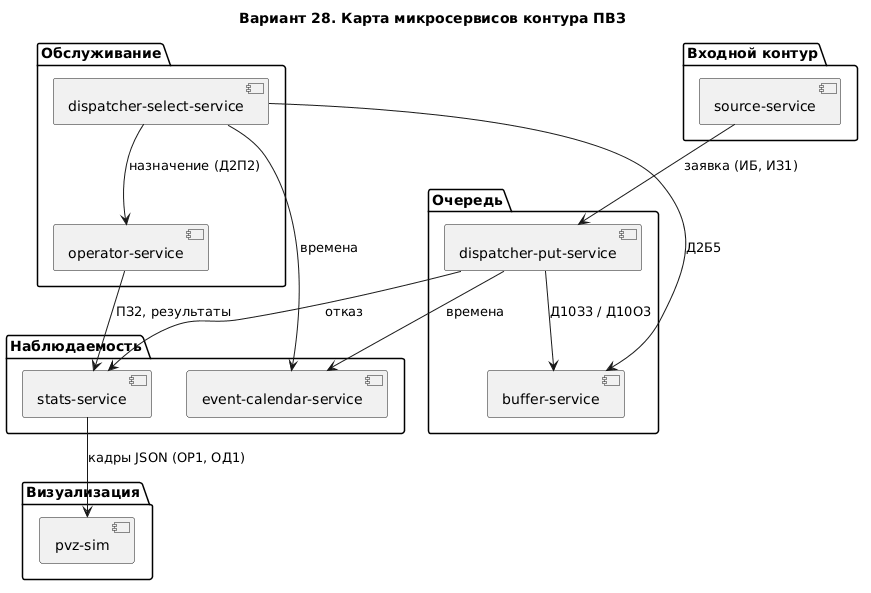 Вариант 28. Карта микросервисов контура ПВЗ
Обслуживание
Входной контур
dispatcher-select-service
source-service
назначение (Д2П2)
заявка (ИБ, ИЗ1)
Очередь
operator-service
времена
dispatcher-put-service
Д2Б5
П32, результаты
отказ
времена
Д10З3 / Д10О3
Наблюдаемость
stats-service
event-calendar-service
buffer-service
кадры JSON (ОР1, ОД1)
Визуализация
pvz-sim